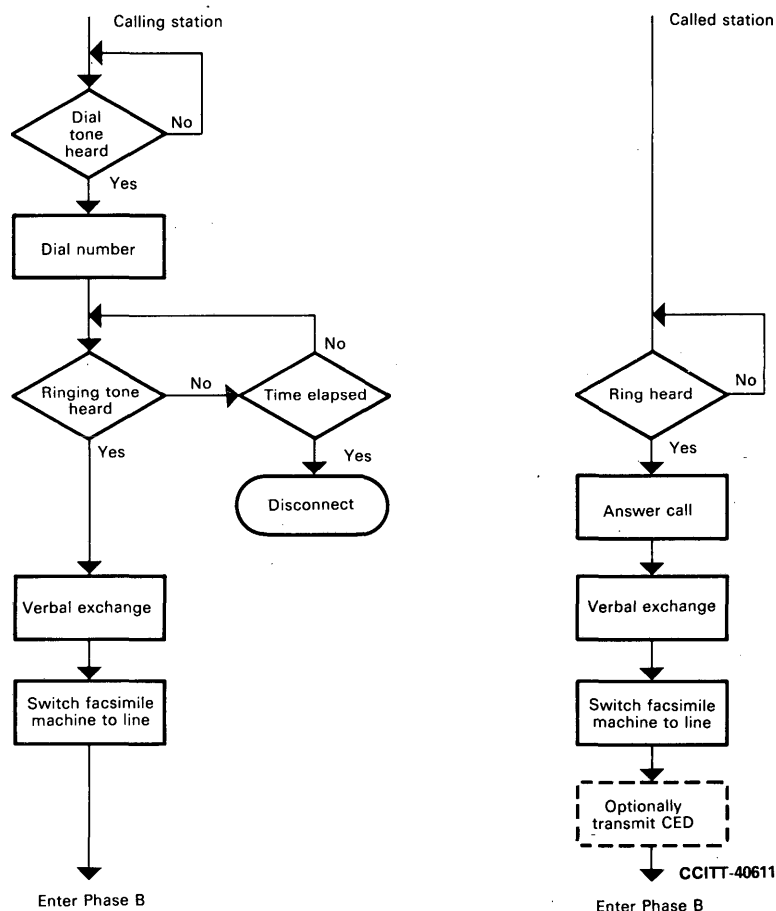 Calling station
Called station
Dial
tone
heard
No
Yes
Dial number
No
Ringing tone
heard
No
Time elapsed
Yes
Yes
Disconnect
Verbal exchange
Switch facsimile
machine to line
Enter Phase B
Ring heard
No
Yes
Answer call
Verbal exchange
Switch facsimile
machine to line
Optionally
transmit CED
CCITT-40611
Enter Phase B